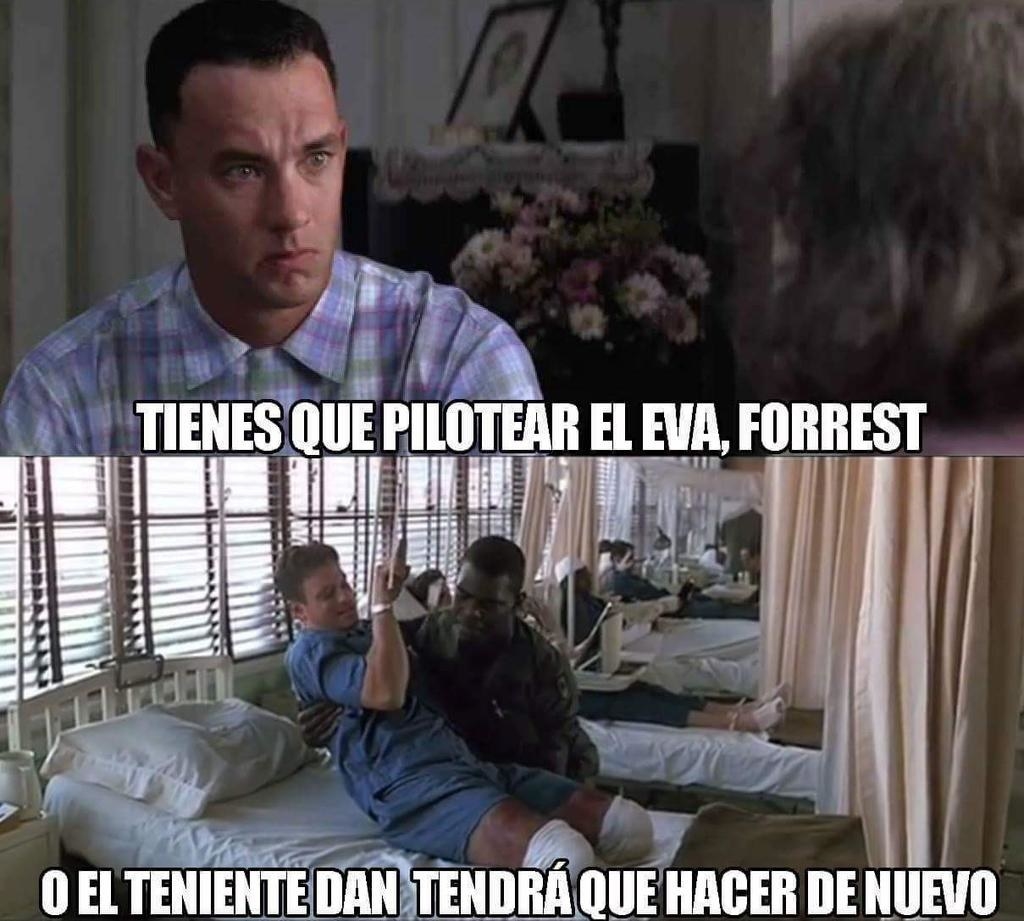 TIENES QUE PILOTEAR EL EVA, FORREST
O EL TENIENTE DAN TENDRÁ QUE HACER DE NUEVO